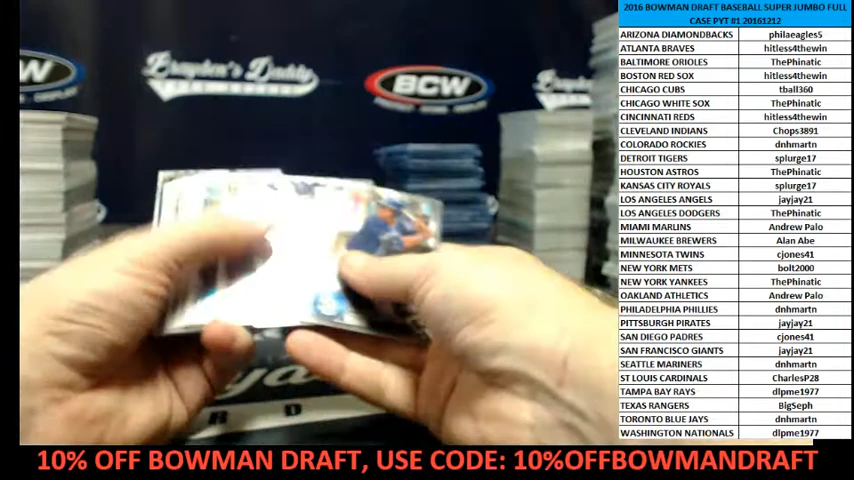 2016 BOWMAN DRAFT BASEBALL SUPER JUMBO FULL
CASE PYT #1 20161212
ARIZONA DIAMONDBACKS philaeagles5
ATLANTA BRAVES hitless4thewin
BALTIMORE ORIOLES ThePhinatic
BOSTON RED SOX hitless4thewin
CHICAGO CUBS tball360
CHICAGO WHITE SOX ThePhinatic
CINCINNATI REDS hitless4thewin
CLEVELAND INDIANS Chops3891
COLORADO ROCKIES dnhmartn
DETROIT TIGERS splurge17
HOUSTON ASTROS ThePhinatic
KANSAS CITY ROYALS splurge17
LOS ANGELES ANGELS jayjay21
LOS ANGELES DODGERS ThePhinatic
MIAMI MARLINS Andrew Palo
MILWAUKEE BREWERS Alan Abe
MINNESOTA TWINS cjones41
NEW YORK METS bolt2000
NEW YORK YANKEES ThePhinatic
OAKLAND ATHLETICS Andrew Palo
PHILADELPHIA PHILLIES dnhmartn
PITTSBURGH PIRATES jayjay21
SAN DIEGO PADRES cjones41
SAN FRANCISCO GIANTS jayjay21
SEATTLE MARINERS dnhmartn
ST LOUIS CARDINALS CharlesP28
TAMPA BAY RAYS dlpme1977
TEXAS RANGERS BigSeph
TORONTO BLUE JAYS dnhmartn
WASHINGTON NATIONALS dlpme1977
Brayden's Daddy
BCW
10% OFF BOWMAN DRAFT, USE CODE: 10%OFFBOWMANDRAFT